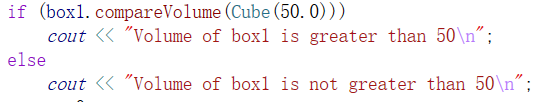 if (box1.compareVolume(Cube(50.0)))
cout << "Volume of box1 is greater than 50\n";
else
cout << "Volume of box1 is not greater than 50\n";